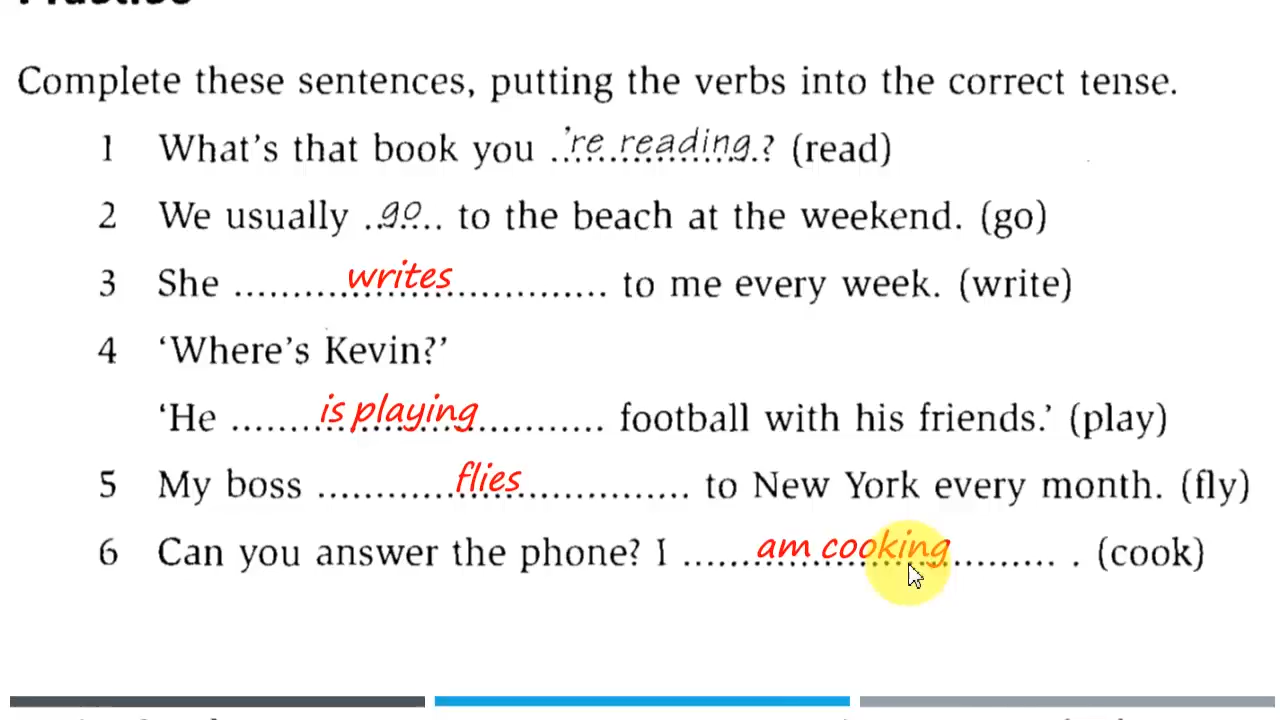 Complete these sentences, putting the verbs into the correct tense.
1 What's that book you 're reading ? (read)
2 We usually go to the beach at the weekend. (go)
3 She writes to me every week. (write)
4 ‘Where's Kevin?’
‘He is playing football with his friends.’ (play)
5 My boss flies to New York every month. (fly)
6 Can you answer the phone? I am cooking . (cook)